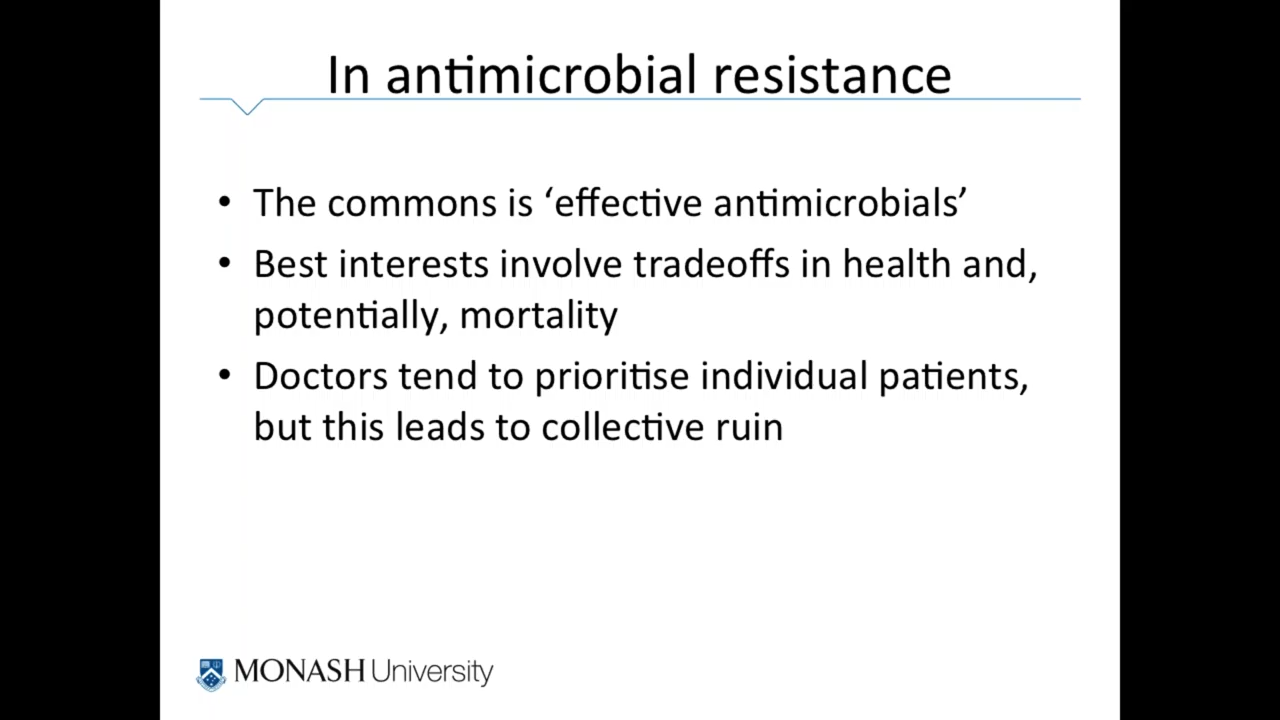 In antimicrobial resistance
• The commons is ‘effective antimicrobials’
• Best interests involve tradeoffs in health and,
potentially, mortality
• Doctors tend to prioritise individual patients,
but this leads to collective ruin
MONASH University